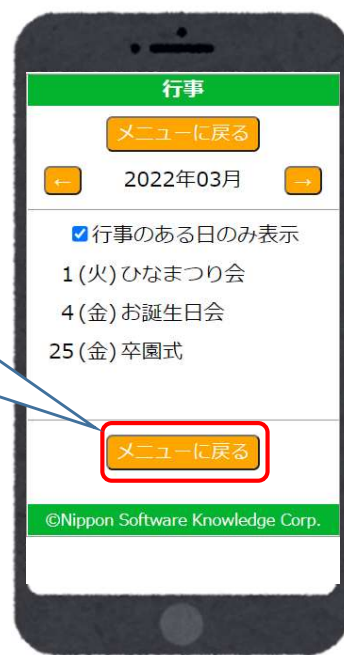 行事
メニューに戻る
← 2022年03月 →
行事のある日のみ表示
1(火)ひなまつり会
4(金)お誕生日会
25(金)卒園式
メニューに戻る
©Nippon Software Knowledge Corp.